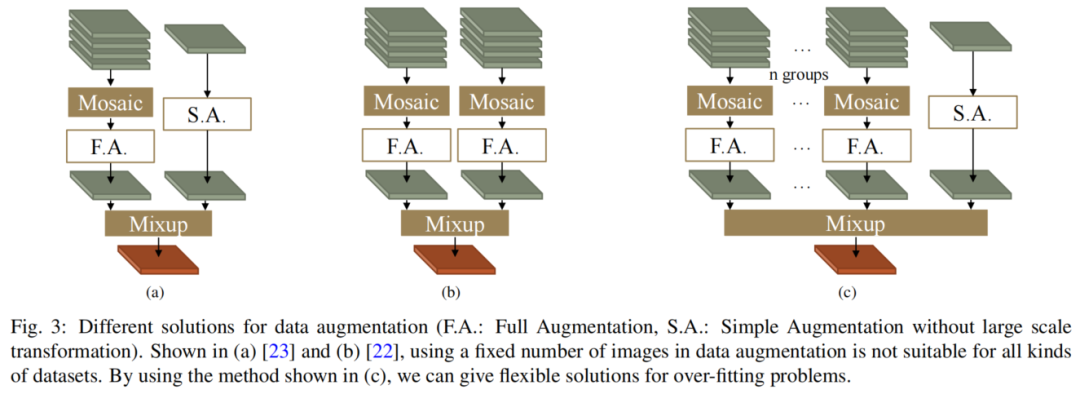 ... 
n groups
Mosaic Mosaic Mosaic Mosaic ... Mosaic
S.A. S.A.
F.A. F.A. F.A. F.A. ... F.A.
...
Mixup Mixup Mixup
(a) (b) (c)
Fig. 3: Different solutions for data augmentation (F.A.: Full Augmentation, S.A.: Simple Augmentation without large scale
transformation). Shown in (a) [23] and (b) [22], using a fixed number of images in data augmentation is not suitable for all kinds
of datasets. By using the method shown in (c), we can give flexible solutions for over-fitting problems.